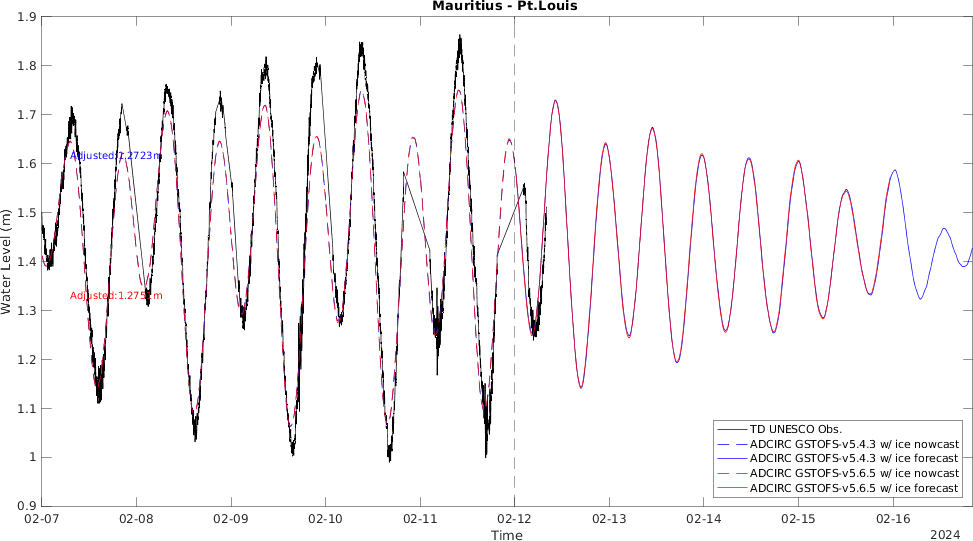 Mauritius - Pt.Louis
1.9
1.8
1.7
1.6
1.5
1.4
1.3
1.2
1.1
1
0.9
Water Level (m)
Adjusted:1.2723m
Adjusted:1.2752m
TD UNESCO Obs.
ADCIRC GSTOFS-v5.4.3 w/ ice nowcast
ADCIRC GSTOFS-v5.4.3 w/ ice forecast
ADCIRC GSTOFS-v5.6.5 w/ ice nowcast
ADCIRC GSTOFS-v5.6.5 w/ ice forecast
02-07 02-08 02-09 02-10 02-11 02-12 02-13 02-14 02-15 02-16
Time
2024